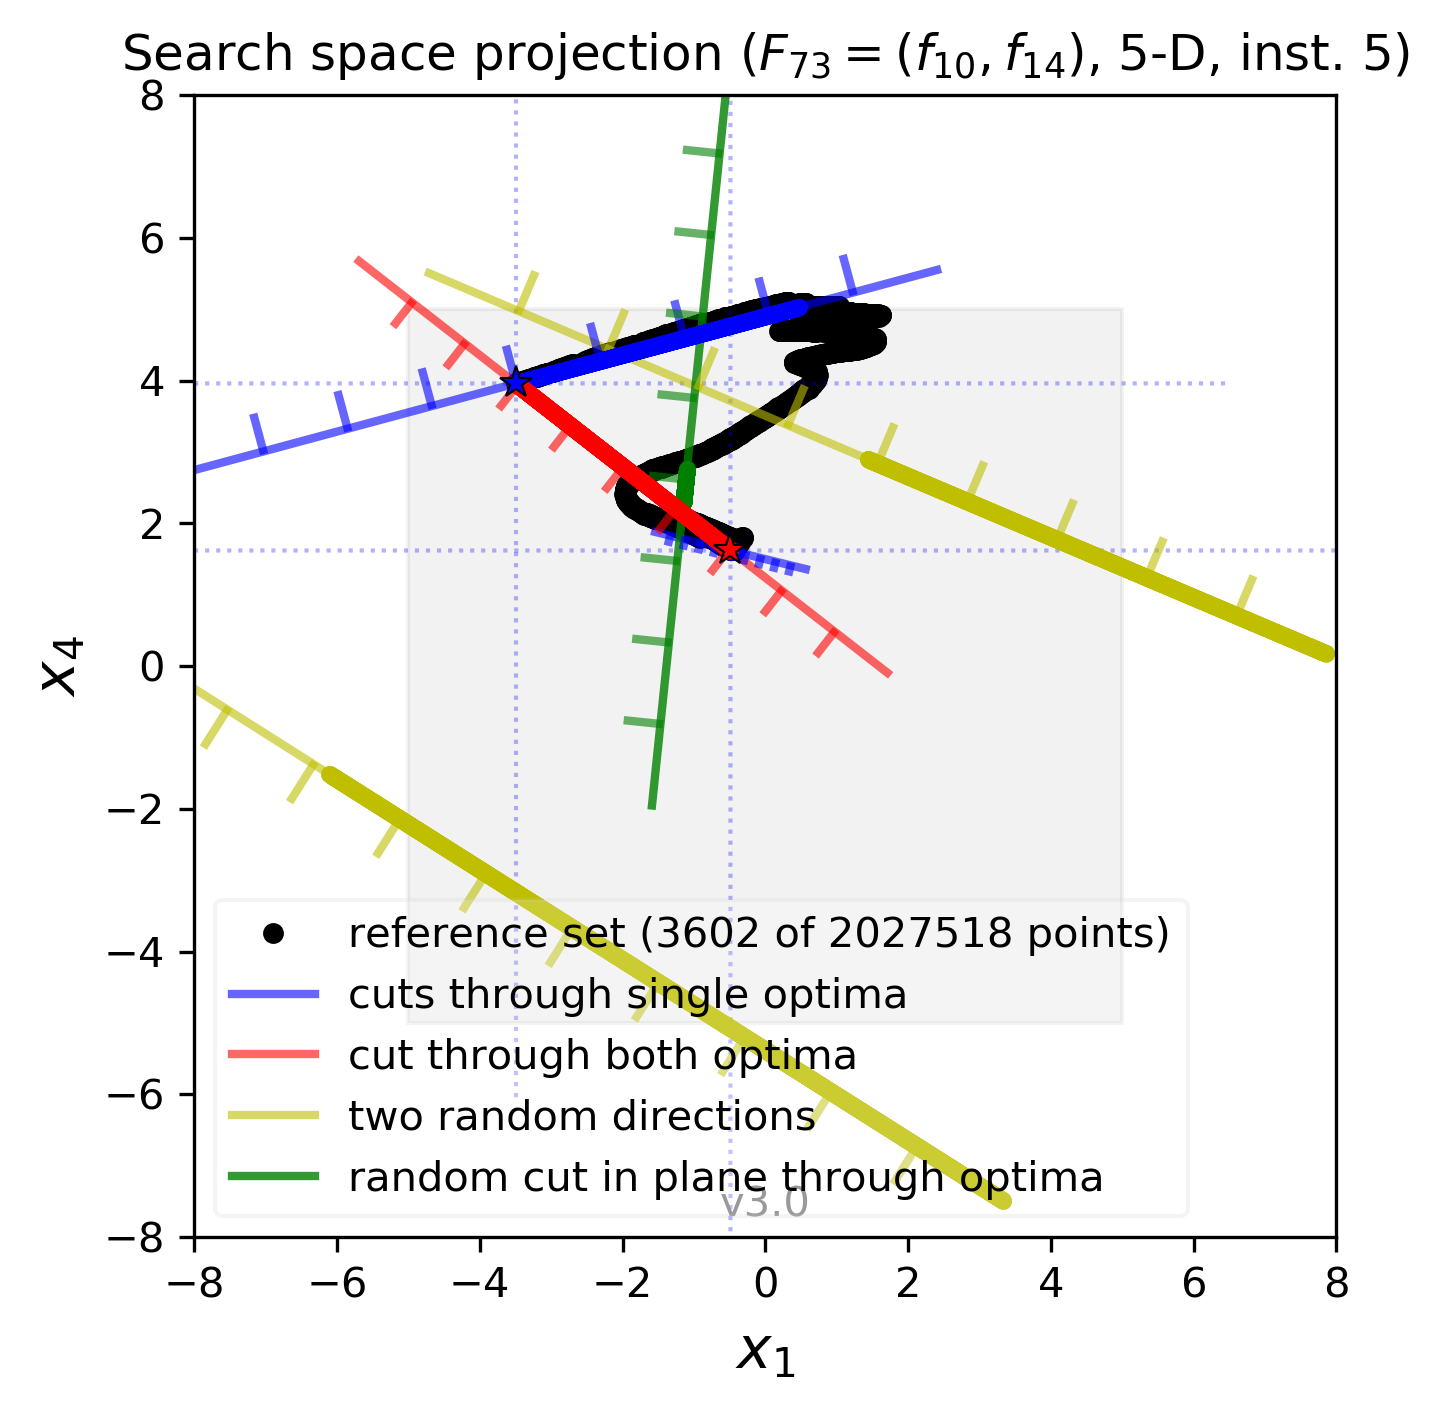 Search space projection (F₇₃ = (f₁₀, f₁₄), 5-D, inst. 5)
8
6
4
2
0
−2
−4
−6
−8
x₄
reference set (3602 of 2027518 points)
cuts through single optima
cut through both optima
two random directions
random cut in plane through optima
v3.0
−8 −6 −4 −2 0 2 4 6 8
x₁